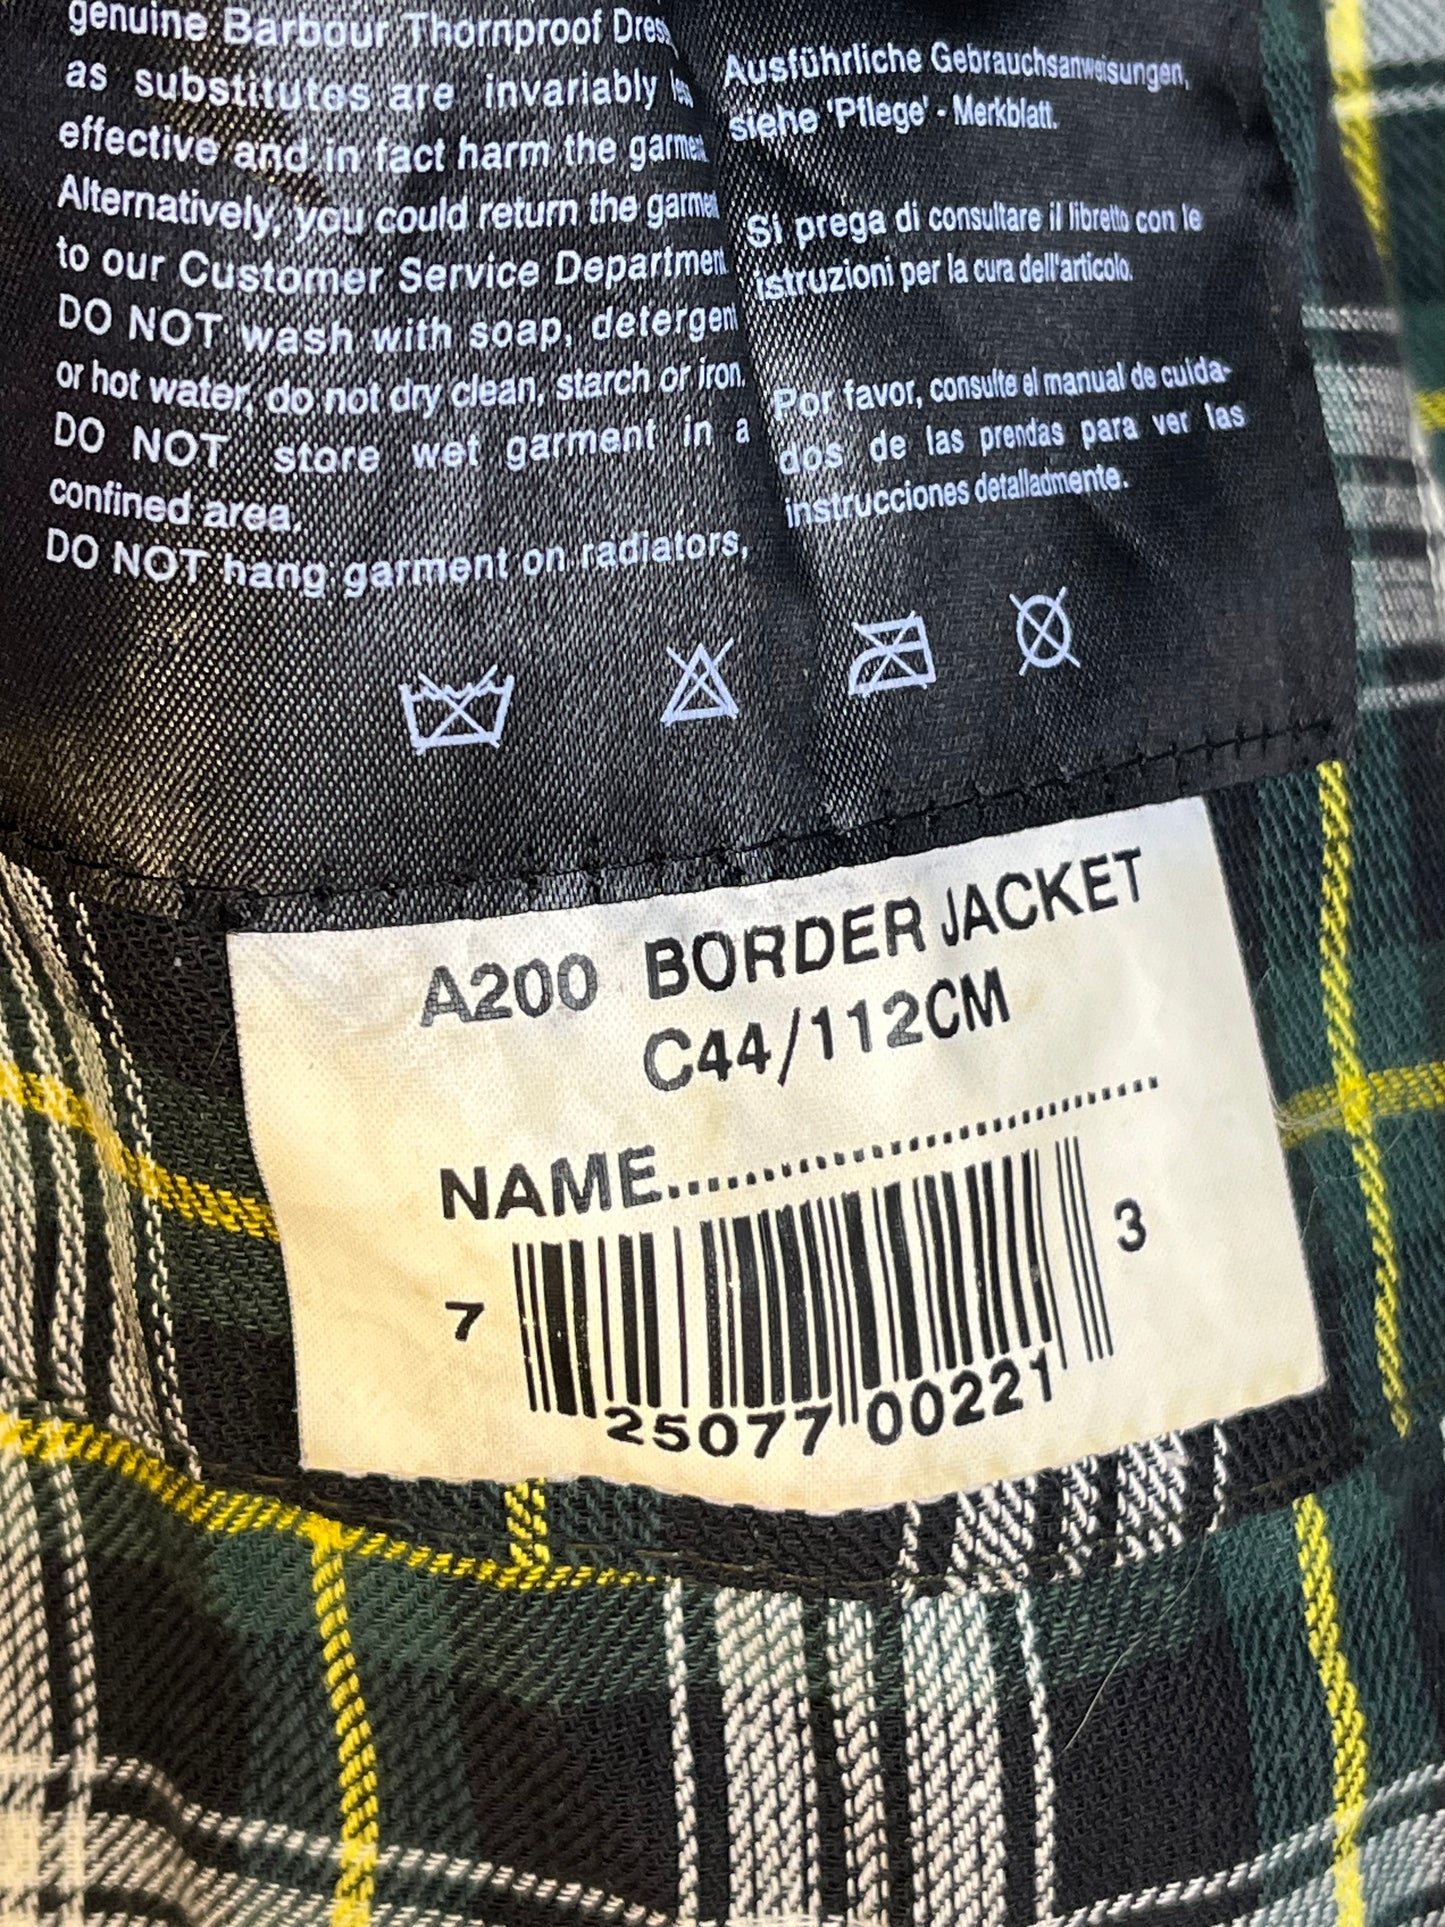 genuine Barbour Thornproof Dress
as substitutes are invariably less
effective and in fact harm the garment
Alternatively, you could return the garment
to our Customer Service Department
DO NOT wash with soap, detergent
or hot water, do not dry clean, starch or iron.
DO NOT store wet garment in a
confined area.
DO NOT hang garment on radiators,
Ausführliche Gebrauchsanweisungen,
siehe 'Pflege' - Merkblatt.
Si prega di consultare il libretto con le
istruzioni per la cura dell'articolo.
Por favor, consulte el manual de cuida-
dos de las prendas para ver las
instrucciones detalladmente.
A200 BORDER JACKET
C44/112CM
NAME..............................
7 25077 00221 3